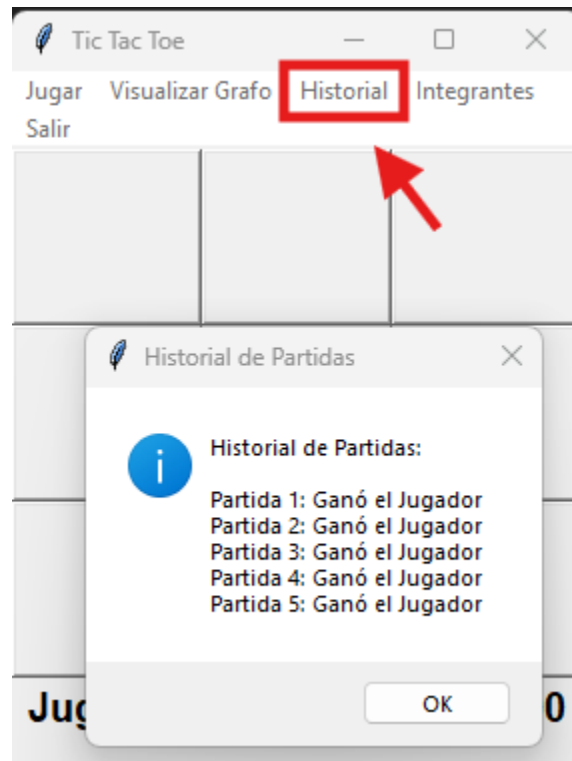 Tic Tac Toe
Jugar Visualizar Grafo Historial Integrantes
Salir
Historial de Partidas
Historial de Partidas:
Partida 1: Ganó el Jugador
Partida 2: Ganó el Jugador
Partida 3: Ganó el Jugador
Partida 4: Ganó el Jugador
Partida 5: Ganó el Jugador
OK